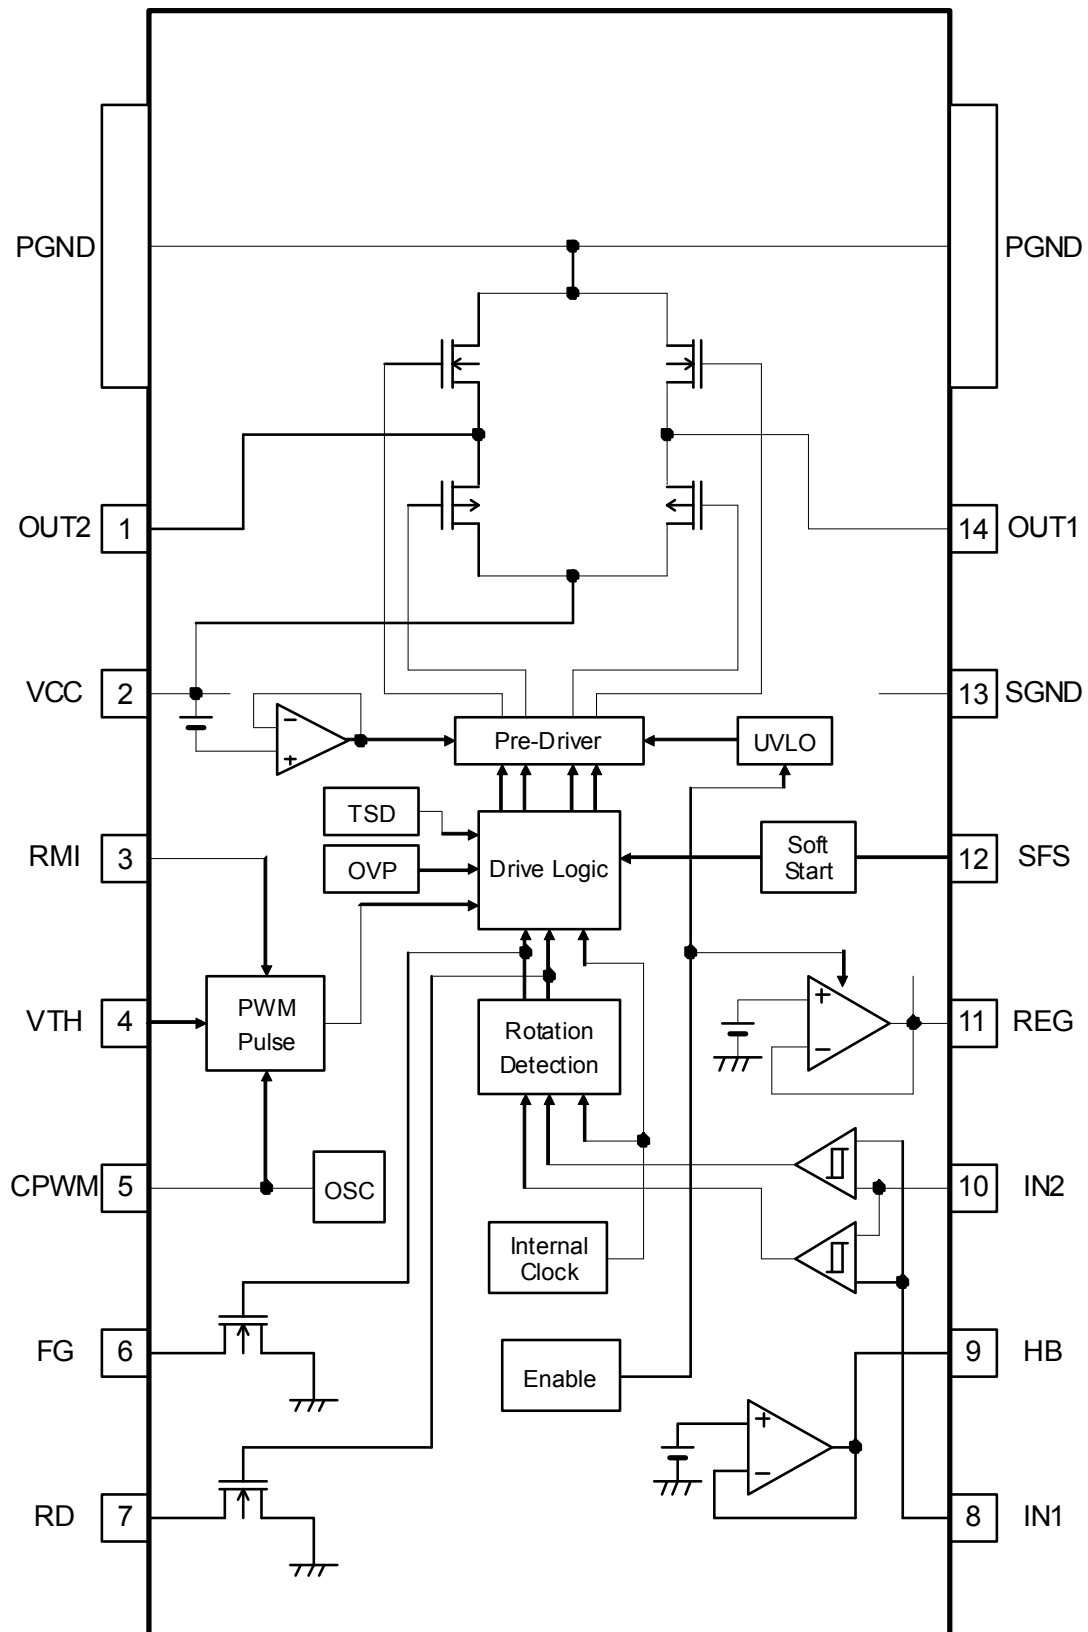 PGND
PGND
OUT2
1
14
OUT1
VCC
2
13
SGND
−
+
Pre-Driver
UVLO
TSD
RMI
3
OVP
Drive Logic
Soft
Start
12
SFS
VTH
4
PWM
Pulse
Rotation
Detection
+
−
11
REG
CPWM
5
OSC
10
IN2
Internal
Clock
FG
6
Enable
9
HB
+
−
RD
7
8
IN1